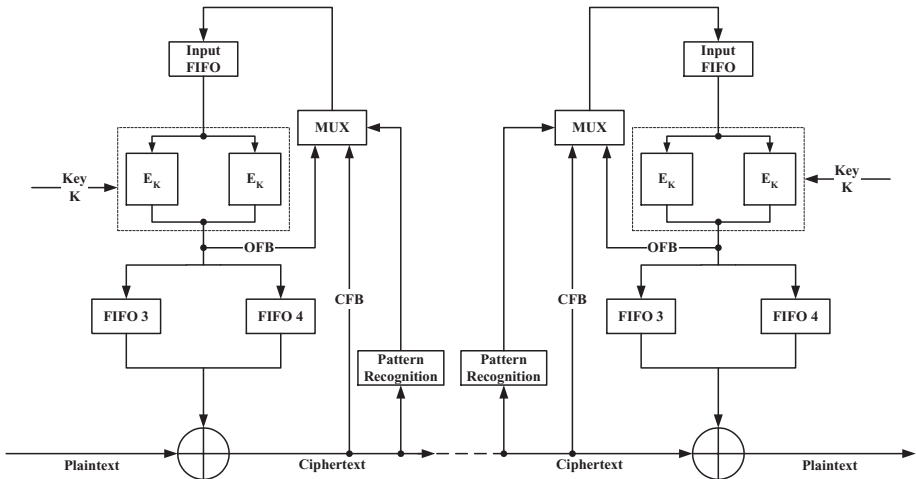 Input
FIFO
MUX
E_K
E_K
Key
K
OFB
CFB
FIFO 3
FIFO 4
Pattern
Recognition
Plaintext
Ciphertext
Input
FIFO
MUX
E_K
E_K
Key
K
OFB
CFB
FIFO 3
FIFO 4
Pattern
Recognition
Ciphertext
Plaintext